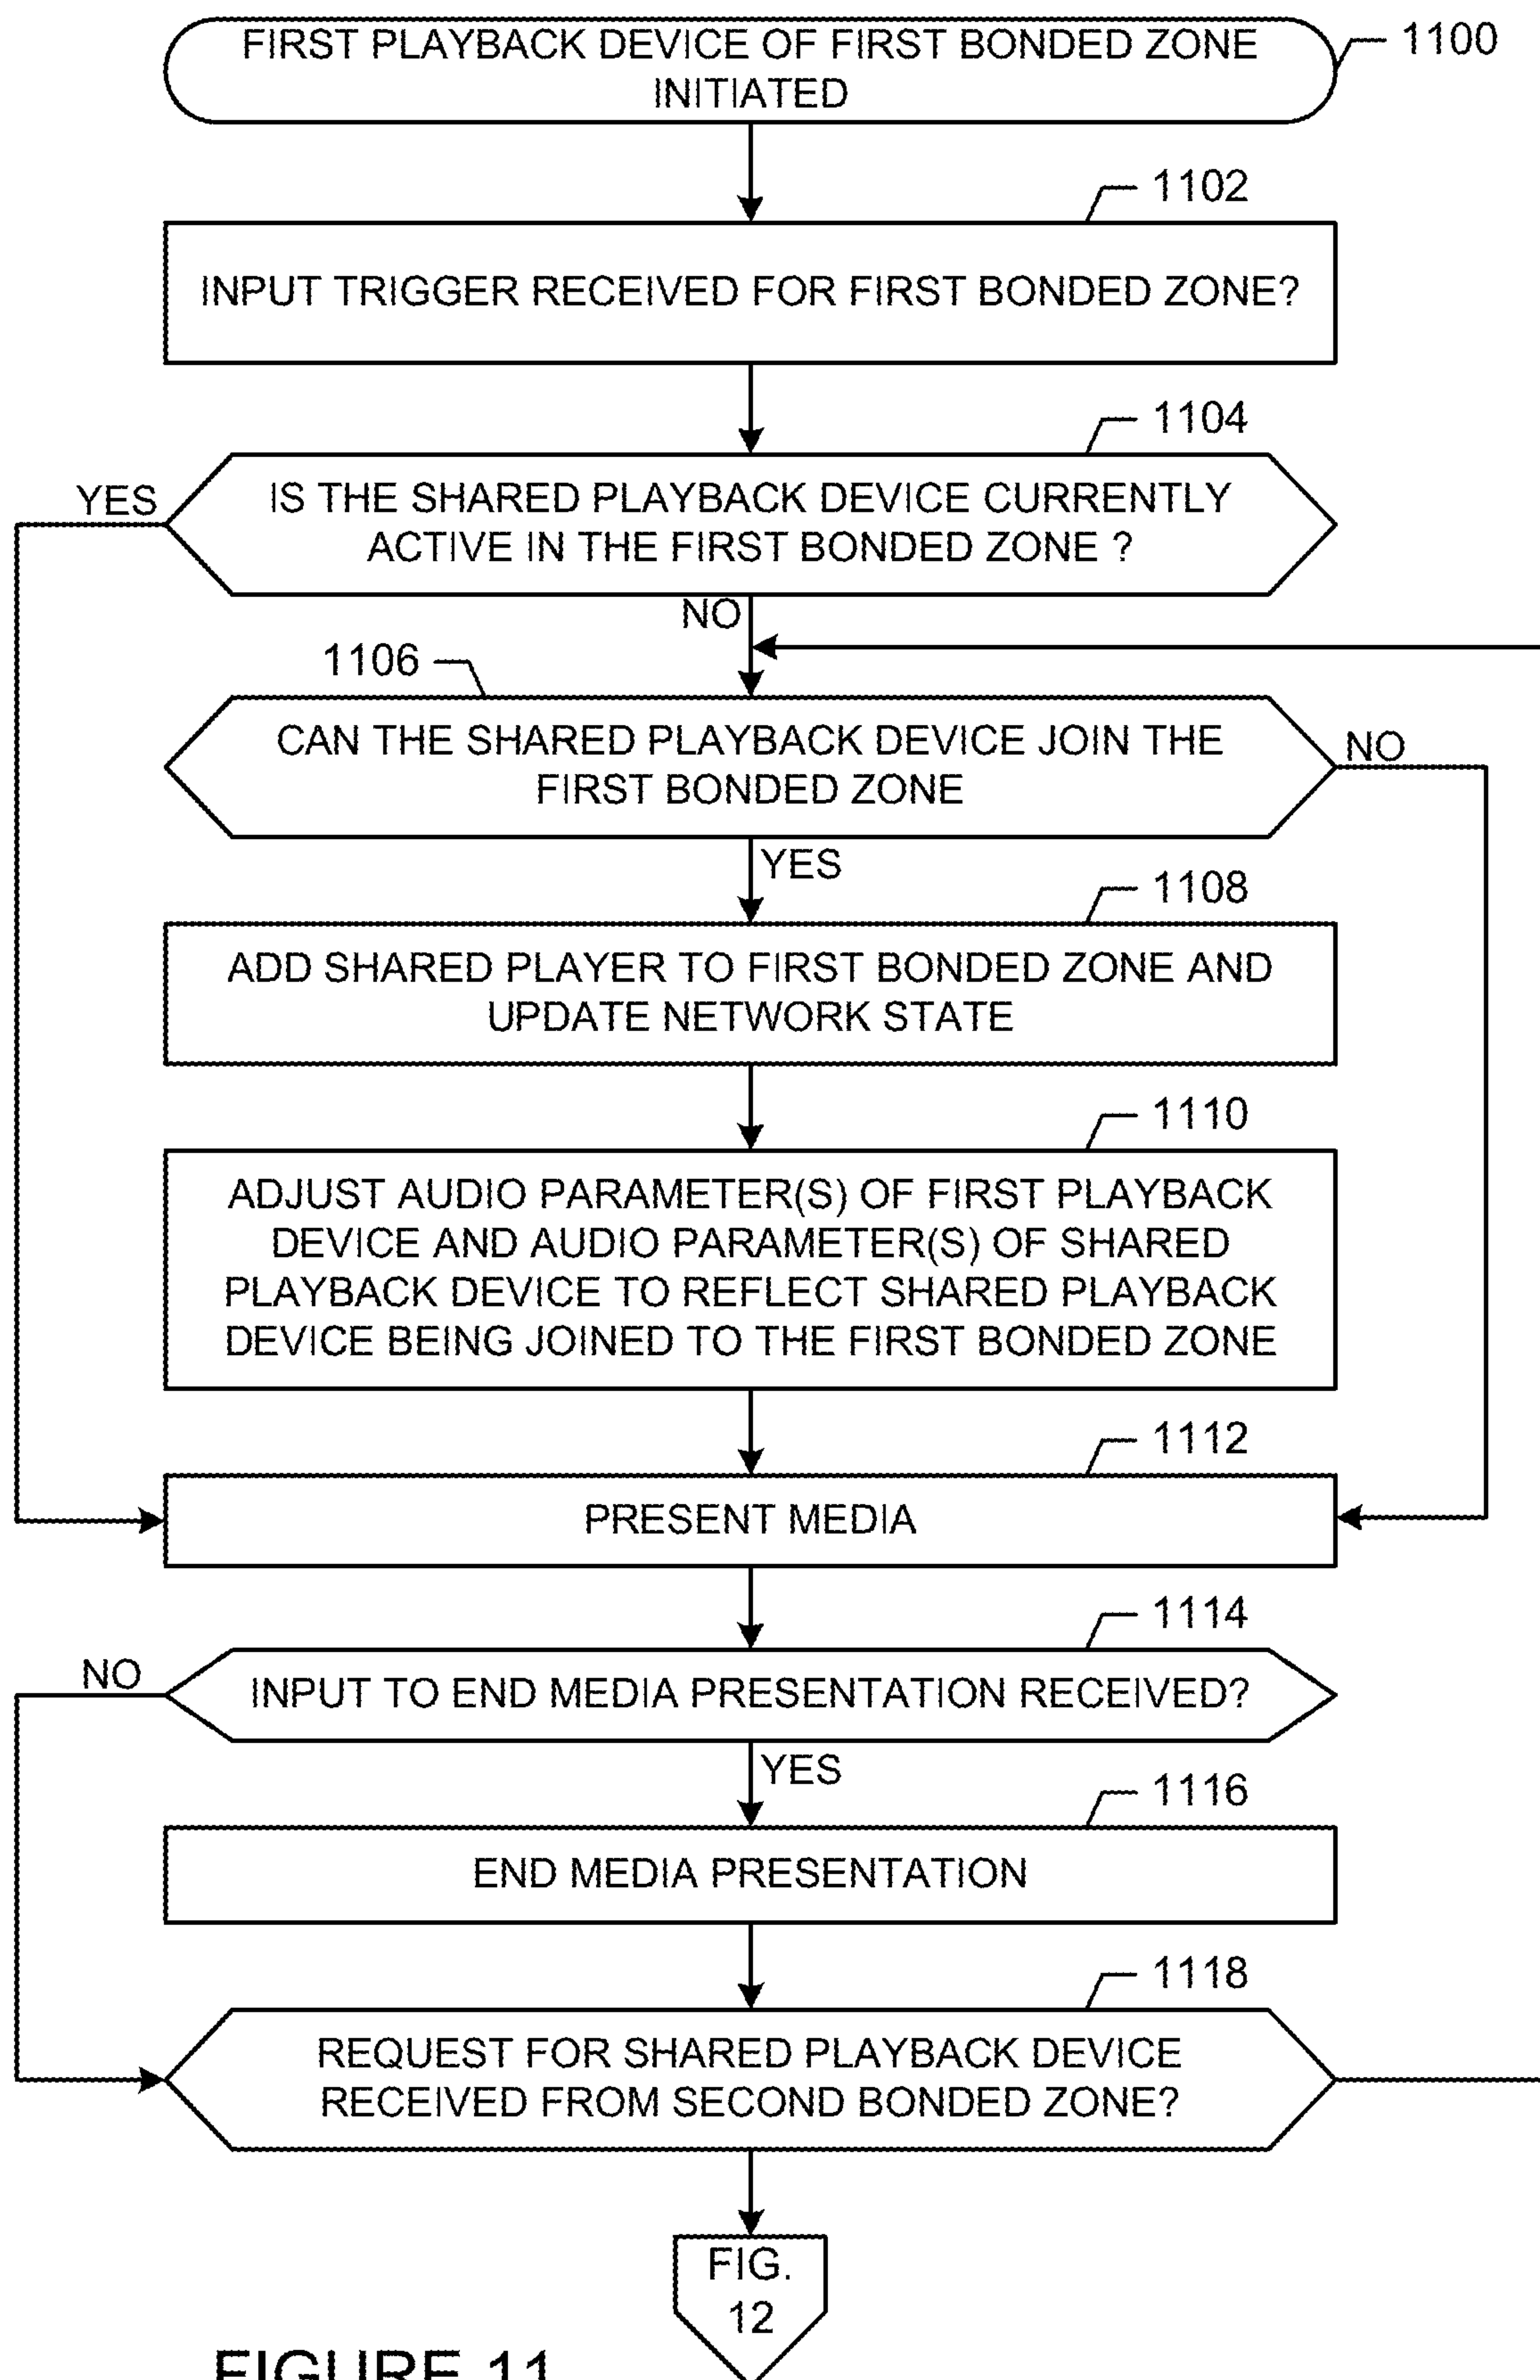 FIRST PLAYBACK DEVICE OF FIRST BONDED ZONE
INITIATED
1100
1102
INPUT TRIGGER RECEIVED FOR FIRST BONDED ZONE?
1104
YES
IS THE SHARED PLAYBACK DEVICE CURRENTLY
ACTIVE IN THE FIRST BONDED ZONE ?
NO
1106
CAN THE SHARED PLAYBACK DEVICE JOIN THE
FIRST BONDED ZONE
NO
YES
1108
ADD SHARED PLAYER TO FIRST BONDED ZONE AND
UPDATE NETWORK STATE
1110
ADJUST AUDIO PARAMETER(S) OF FIRST PLAYBACK
DEVICE AND AUDIO PARAMETER(S) OF SHARED
PLAYBACK DEVICE TO REFLECT SHARED PLAYBACK
DEVICE BEING JOINED TO THE FIRST BONDED ZONE
1112
PRESENT MEDIA
1114
NO
INPUT TO END MEDIA PRESENTATION RECEIVED?
YES
1116
END MEDIA PRESENTATION
1118
REQUEST FOR SHARED PLAYBACK DEVICE
RECEIVED FROM SECOND BONDED ZONE?
FIG.
12
FIGURE 11